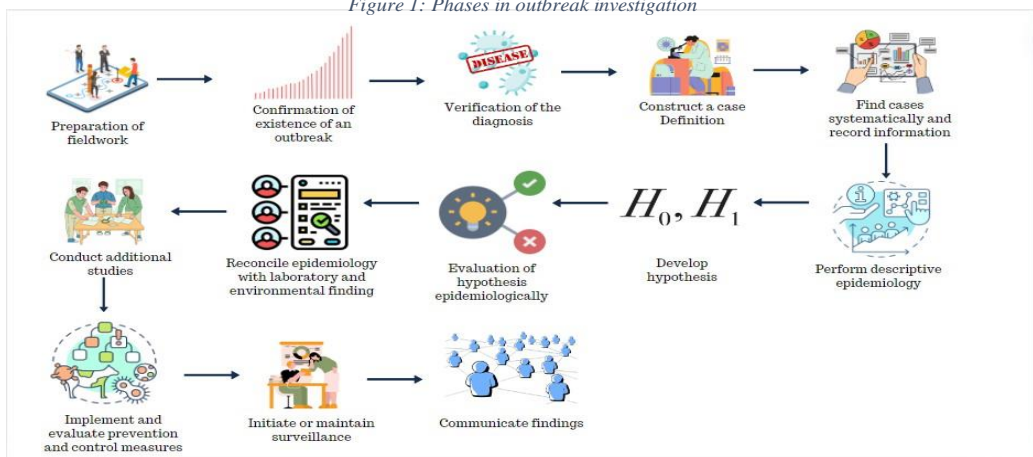 Figure 1: Phases in outbreak investigation
DISEASE
Preparation of
fieldwork
Confirmation of
existence of an
outbreak
Verification of the
diagnosis
Construct a case
Definition
Find cases
systematically and
record information
H₀, H₁
Conduct additional
studies
Reconcile epidemiology
with laboratory and
environmental finding
Evaluation of
hypothesis
epidemiologically
Develop
hypothesis
Perform descriptive
epidemiology
Implement and
evaluate prevention
and control measures
Initiate or maintain
surveillance
Communicate findings